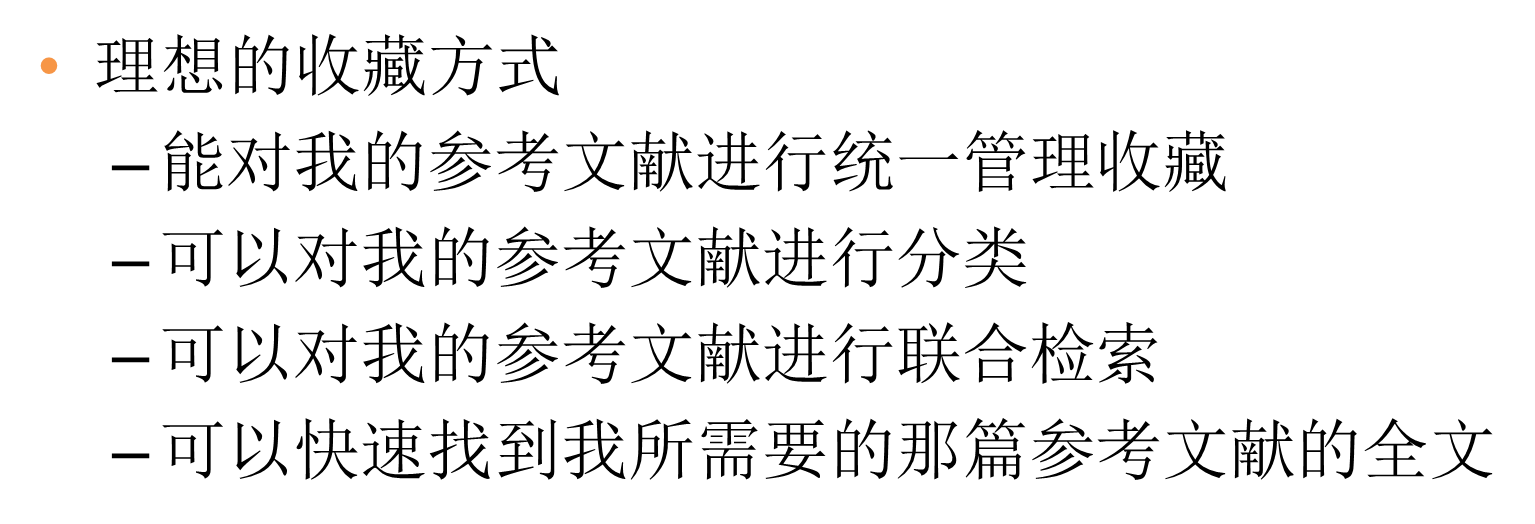 • 理想的收藏方式
–能对我的参考文献进行统一管理收藏
–可以对我的参考文献进行分类
–可以对我的参考文献进行联合检索
–可以快速找到我所需要的那篇参考文献的全文